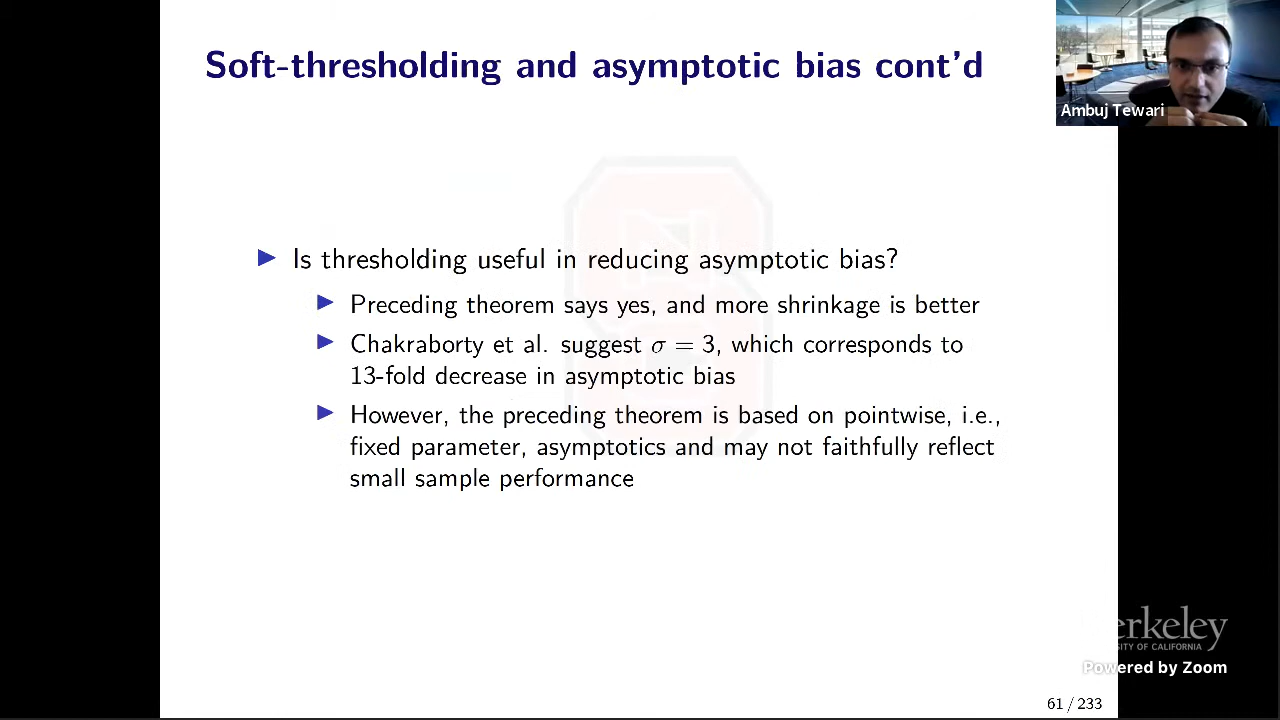 Soft-thresholding and asymptotic bias cont'd
Ambuj Tewari
▶ Is thresholding useful in reducing asymptotic bias?
▶ Preceding theorem says yes, and more shrinkage is better
▶ Chakraborty et al. suggest σ = 3, which corresponds to
13-fold decrease in asymptotic bias
▶ However, the preceding theorem is based on pointwise, i.e.,
fixed parameter, asymptotics and may not faithfully reflect
small sample performance
erkeley
SITY OF CALIFORNIA
Powered by Zoom
61 / 233